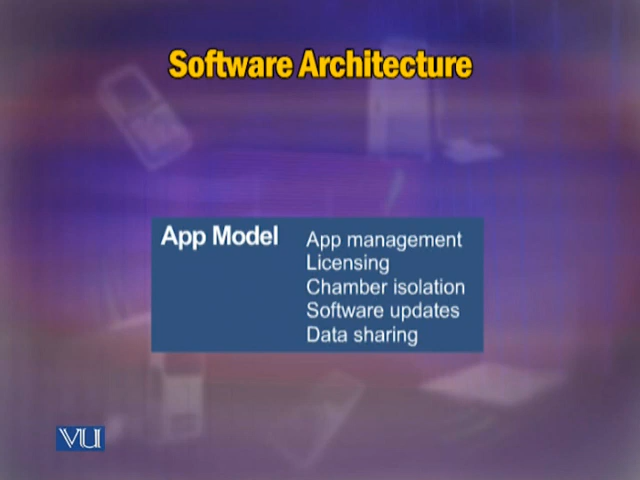 Software Architecture
App Model
App management
Licensing
Chamber isolation
Software updates
Data sharing
VU